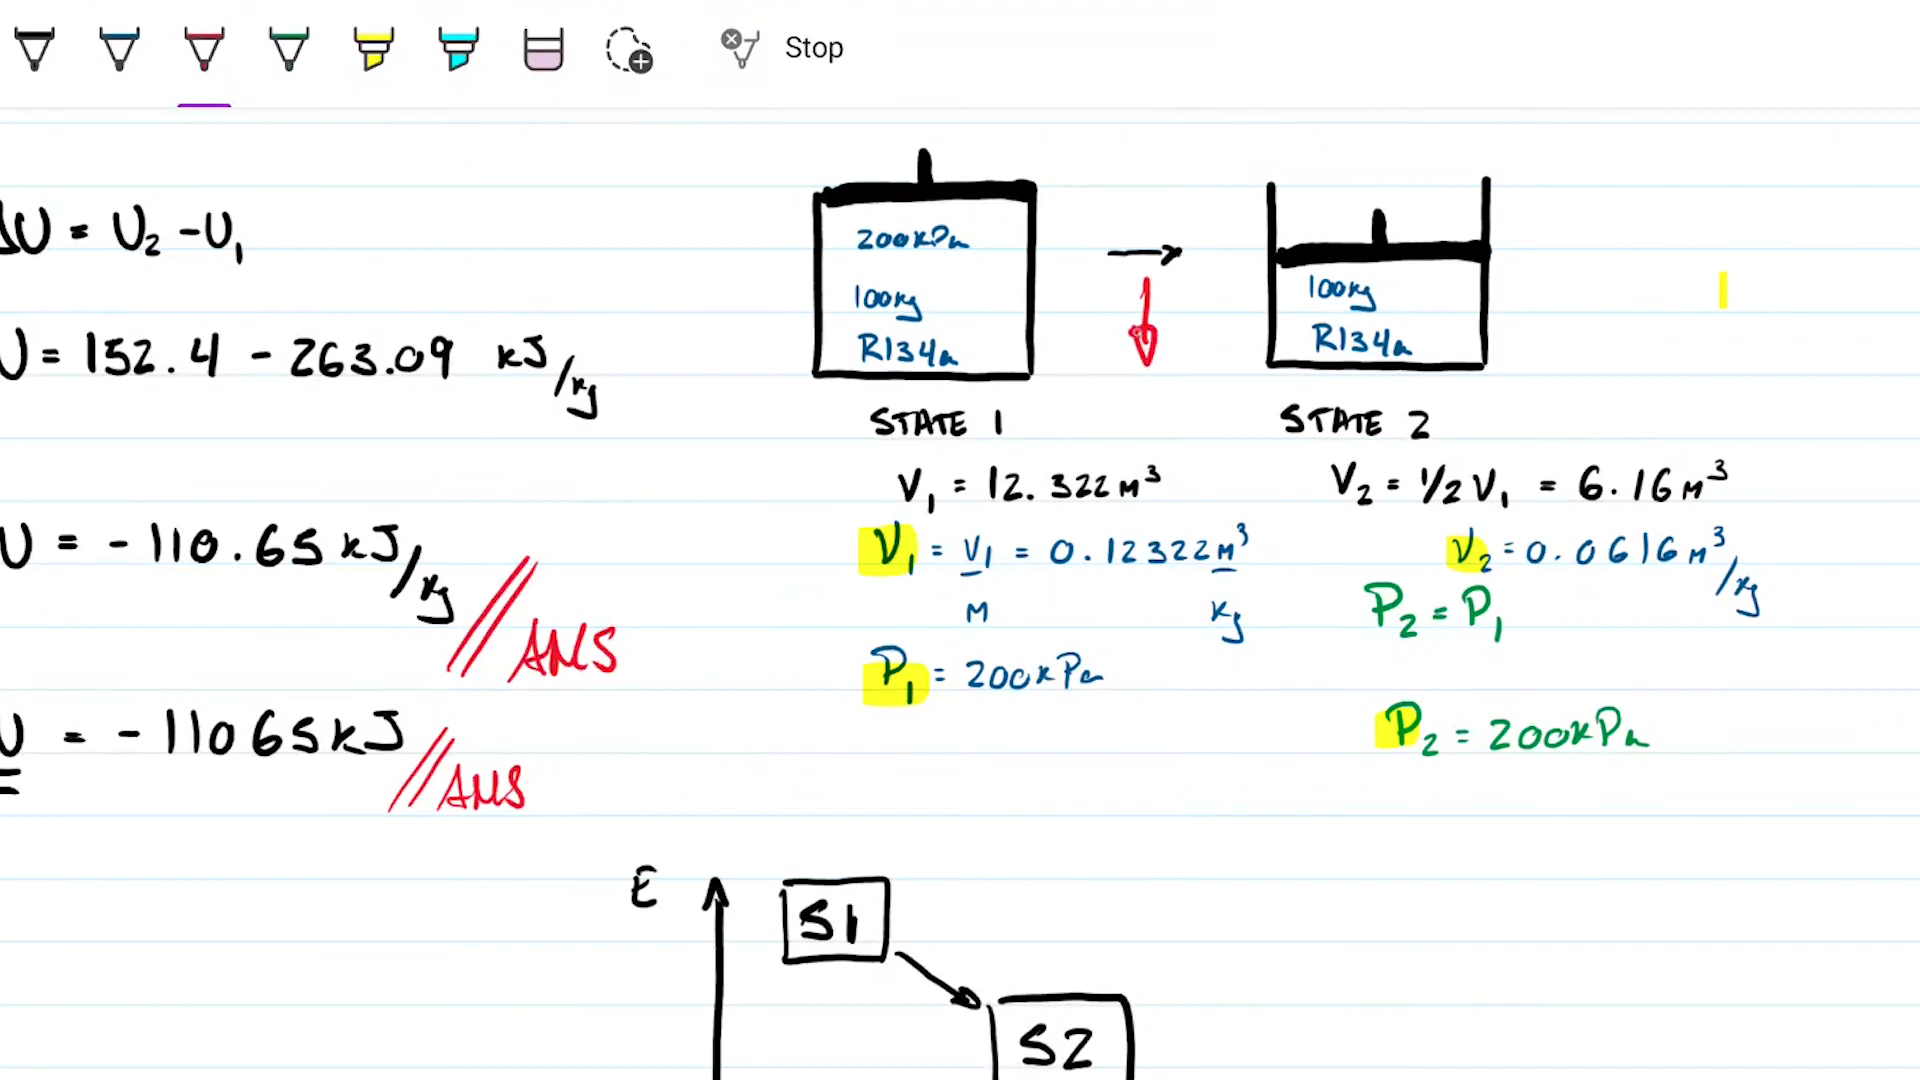 Stop
ΔU = U₂ - U₁
U = 152.4 - 263.09 kJ/kg
U = -110.65 kJ/kg // ANS
U = -11065 kJ // ANS
200kPa
100kg
R134a
100kg
R134a
STATE 1
STATE 2
V₁ = 12.322 m³
V₂ = 1/2 V₁ = 6.16 m³
V₁ = V₁/M = 0.12322 m³/kg
V₂ = 0.0616 m³/kg
P₂ = P₁
P₁ = 200kPa
P₂ = 200kPa
E
S1
S2